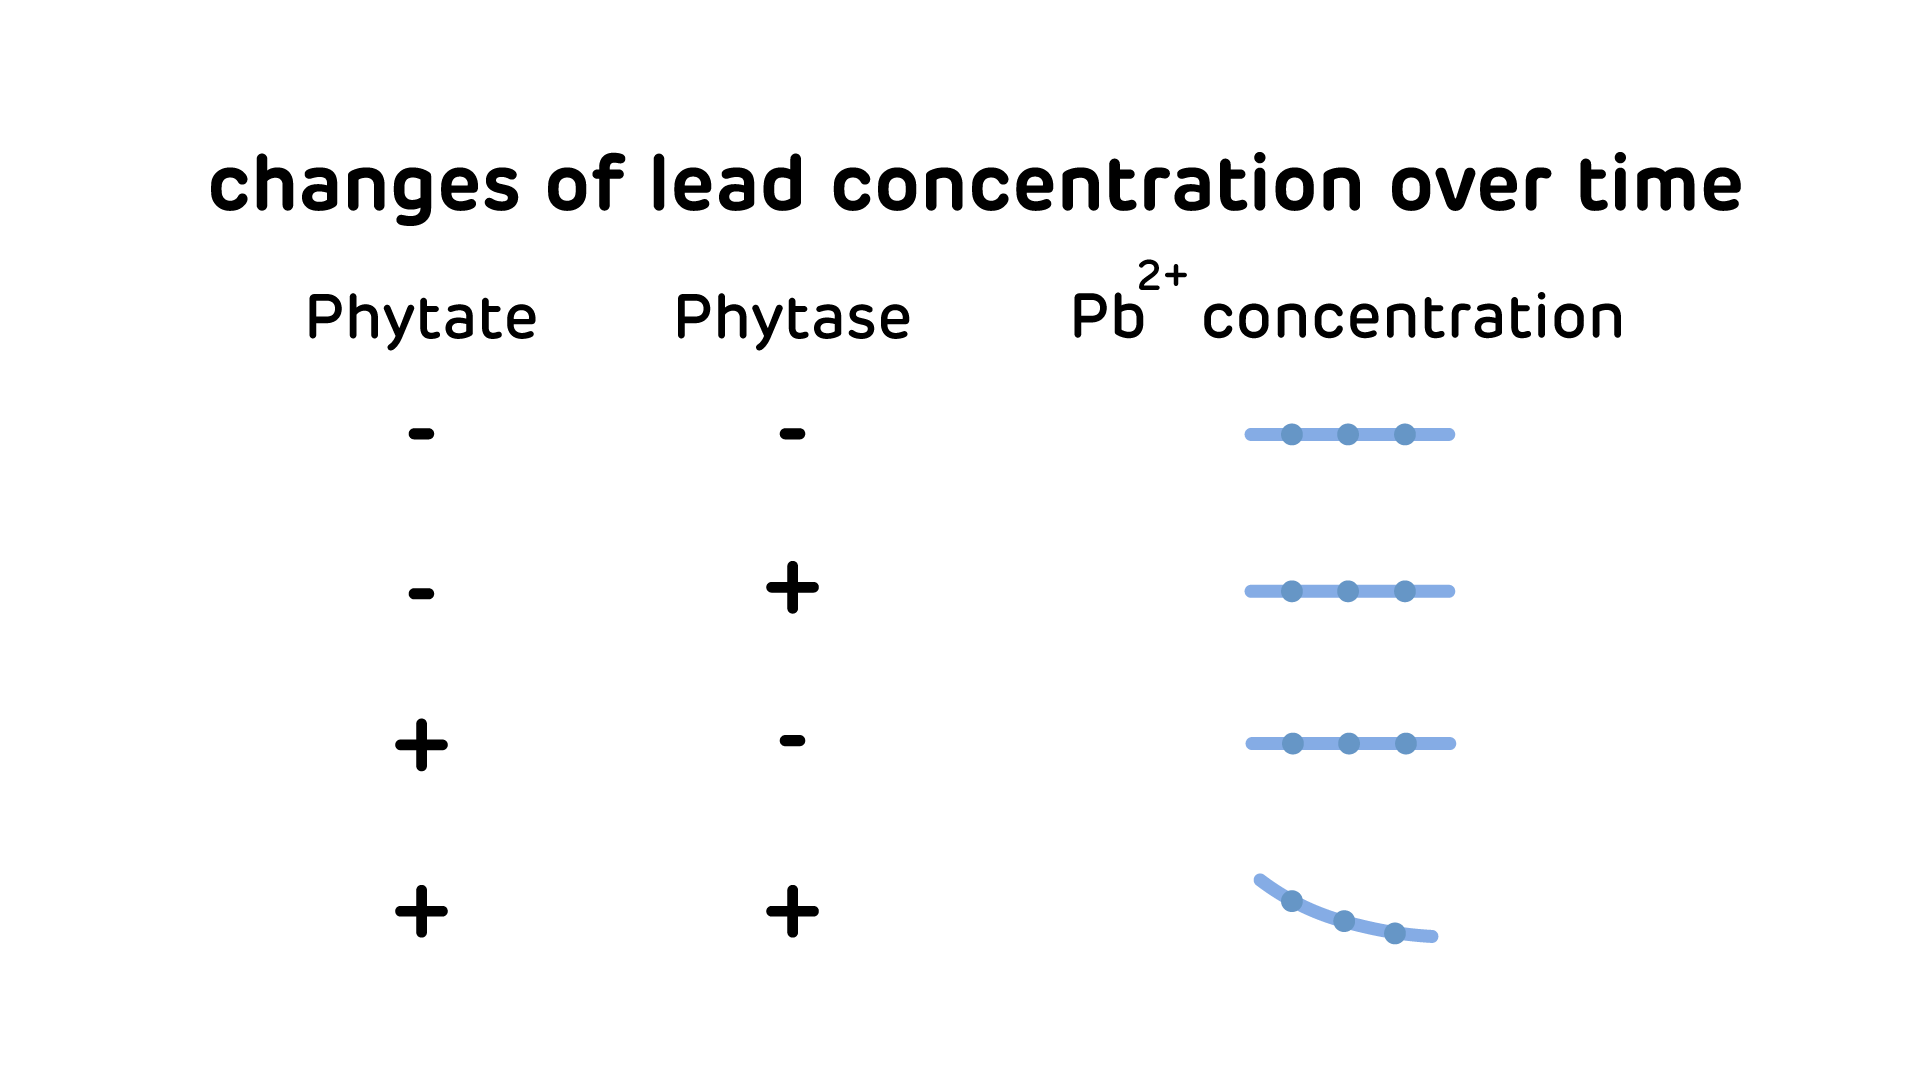 changes of lead concentration over time
Phytate Phytase Pb2+ concentration
- -
- +
+ -
+ +